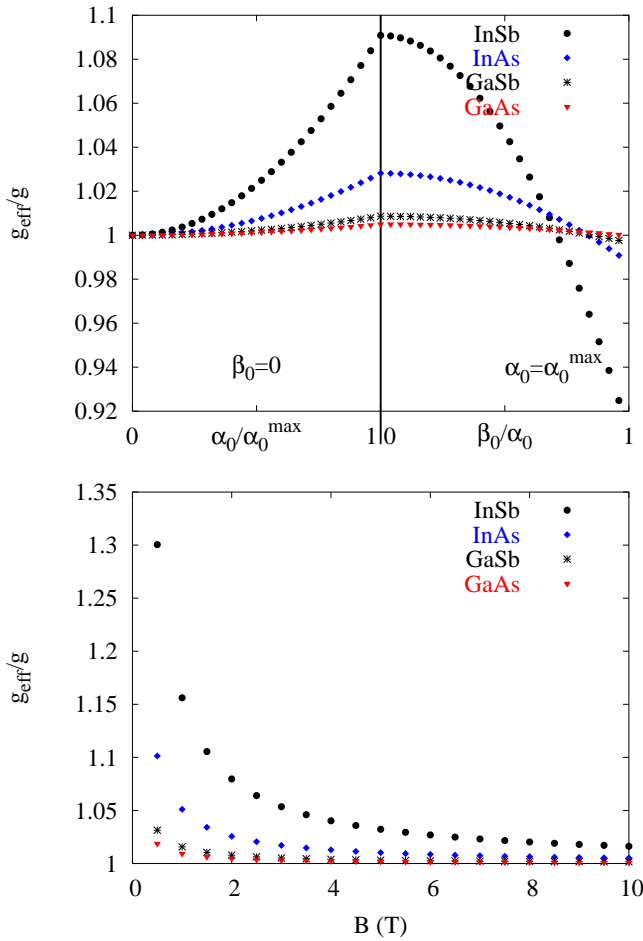 1.1
1.08
1.06
1.04
1.02
1
0.98
0.96
0.94
0.92
g_eff/g
InSb
InAs
GaSb
GaAs
β₀=0
α₀=α₀^max
0
α₀/α₀^max
1
0
β₀/α₀
1
1.35
1.3
1.25
1.2
1.15
1.1
1.05
1
g_eff/g
InSb
InAs
GaSb
GaAs
0 2 4 6 8 10
B (T)